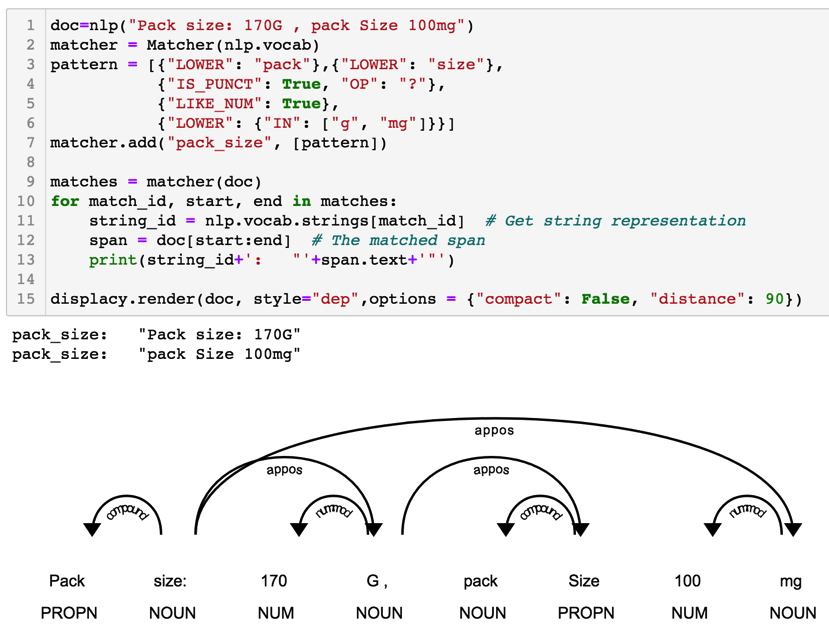 1 doc=nlp("Pack size: 170G , pack Size 100mg")
2 matcher = Matcher(nlp.vocab)
3 pattern = [{"LOWER": "pack"},{"LOWER": "size"},
4            {"IS_PUNCT": True, "OP": "?"},
5            {"LIKE_NUM": True},
6            {"LOWER": {"IN": ["g", "mg"]}}]
7 matcher.add("pack_size", [pattern])
8
9 matches = matcher(doc)
10 for match_id, start, end in matches:
11     string_id = nlp.vocab.strings[match_id]  # Get string representation
12     span = doc[start:end]  # The matched span
13     print(string_id+':   "'+span.text+'"')
14
15 displacy.render(doc, style="dep",options = {"compact": False, "distance": 90})
pack_size:   "Pack size: 170G"
pack_size:   "pack Size 100mg"
appos
appos appos
compound nummod compound nummod
Pack size: 170 G , pack Size 100 mg
PROPN NOUN NUM NOUN NOUN PROPN NUM NOUN